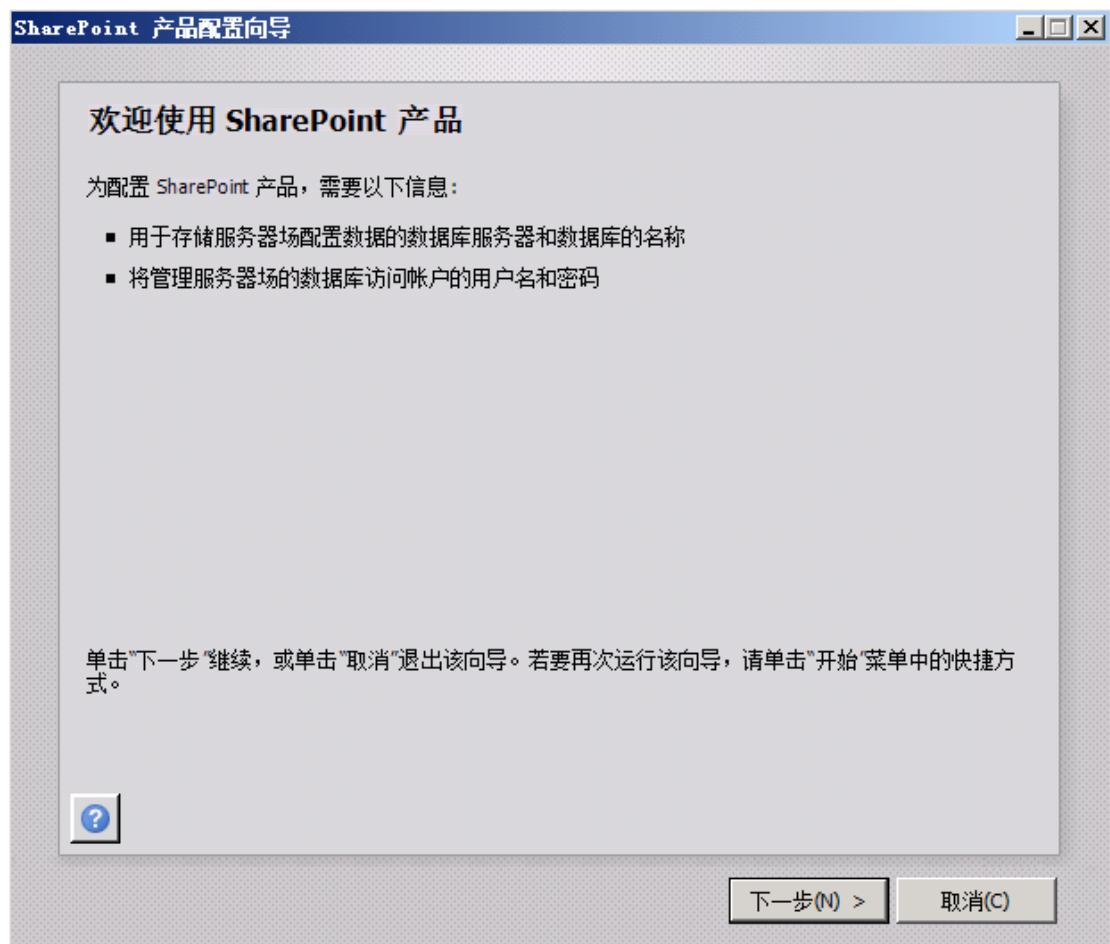 SharePoint 产品配置向导
欢迎使用 SharePoint 产品
为配置 SharePoint 产品，需要以下信息：
■ 用于存储服务器场配置数据的数据库服务器和数据库的名称
■ 将管理服务器场的数据库访问帐户的用户名和密码
单击"下一步"继续，或单击"取消"退出该向导。若要再次运行该向导，请单击"开始"菜单中的快捷方
式。
下一步(N) >
取消(C)